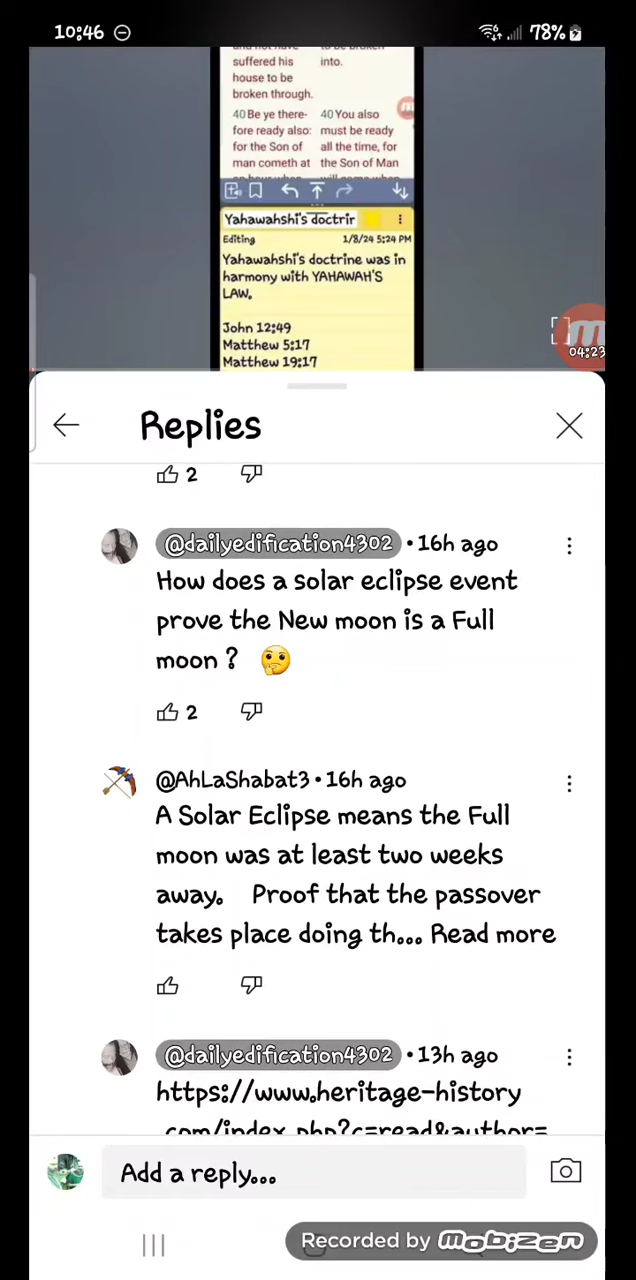 10:46
78%
suffered his into.
house to be
broken through.
40 Be ye there- 40 You also
fore ready also: must be ready
for the Son of all the time, for
man cometh at the Son of Man
Yahawahshi's doctrir
Editing 1/8/24 5:24 PM
Yahawahshi's doctrine was in
harmony with YAHAWAH'S
LAW.
John 12:49
Matthew 5:17
Matthew 19:17
04:23
Replies
2
@dailyedification4302 • 16h ago
How does a solar eclipse event
prove the New moon is a Full
moon ? 🤔
2
@AhLaShabat3 • 16h ago
A Solar Eclipse means the Full
moon was at least two weeks
away. Proof that the passover
takes place doing th... Read more
@dailyedification4302 • 13h ago
https://www.heritage-history
.com/index.php?c=read&author=
Add a reply...
Recorded by mobizen